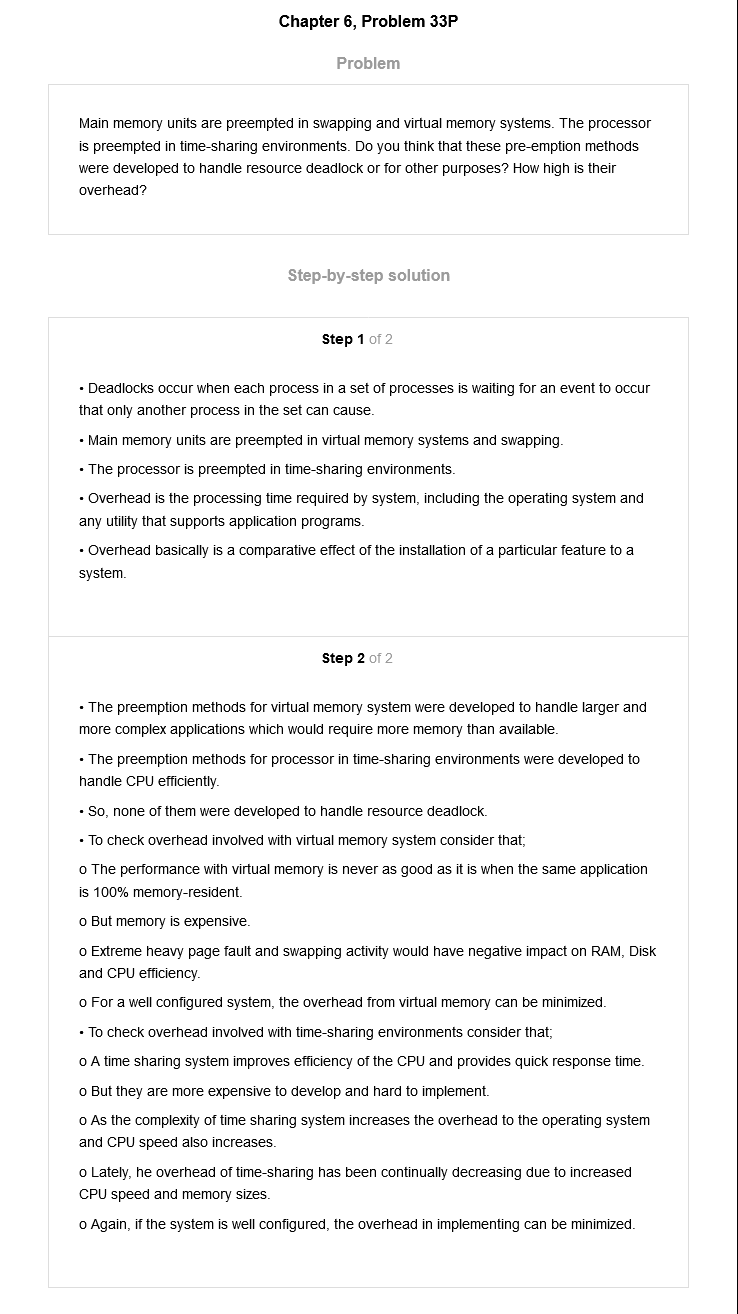 Chapter 6, Problem 33P
Problem
Main memory units are preempted in swapping and virtual memory systems. The processor
is preempted in time-sharing environments. Do you think that these pre-emption methods
were developed to handle resource deadlock or for other purposes? How high is their
overhead?
Step-by-step solution
Step 1 of 2
• Deadlocks occur when each process in a set of processes is waiting for an event to occur
that only another process in the set can cause.
• Main memory units are preempted in virtual memory systems and swapping.
• The processor is preempted in time-sharing environments.
• Overhead is the processing time required by system, including the operating system and
any utility that supports application programs.
• Overhead basically is a comparative effect of the installation of a particular feature to a
system.
Step 2 of 2
• The preemption methods for virtual memory system were developed to handle larger and
more complex applications which would require more memory than available.
• The preemption methods for processor in time-sharing environments were developed to
handle CPU efficiently.
• So, none of them were developed to handle resource deadlock.
• To check overhead involved with virtual memory system consider that;
o The performance with virtual memory is never as good as it is when the same application
is 100% memory-resident.
o But memory is expensive.
o Extreme heavy page fault and swapping activity would have negative impact on RAM, Disk
and CPU efficiency.
o For a well configured system, the overhead from virtual memory can be minimized.
• To check overhead involved with time-sharing environments consider that;
o A time sharing system improves efficiency of the CPU and provides quick response time.
o But they are more expensive to develop and hard to implement.
o As the complexity of time sharing system increases the overhead to the operating system
and CPU speed also increases.
o Lately, he overhead of time-sharing has been continually decreasing due to increased
CPU speed and memory sizes.
o Again, if the system is well configured, the overhead in implementing can be minimized.